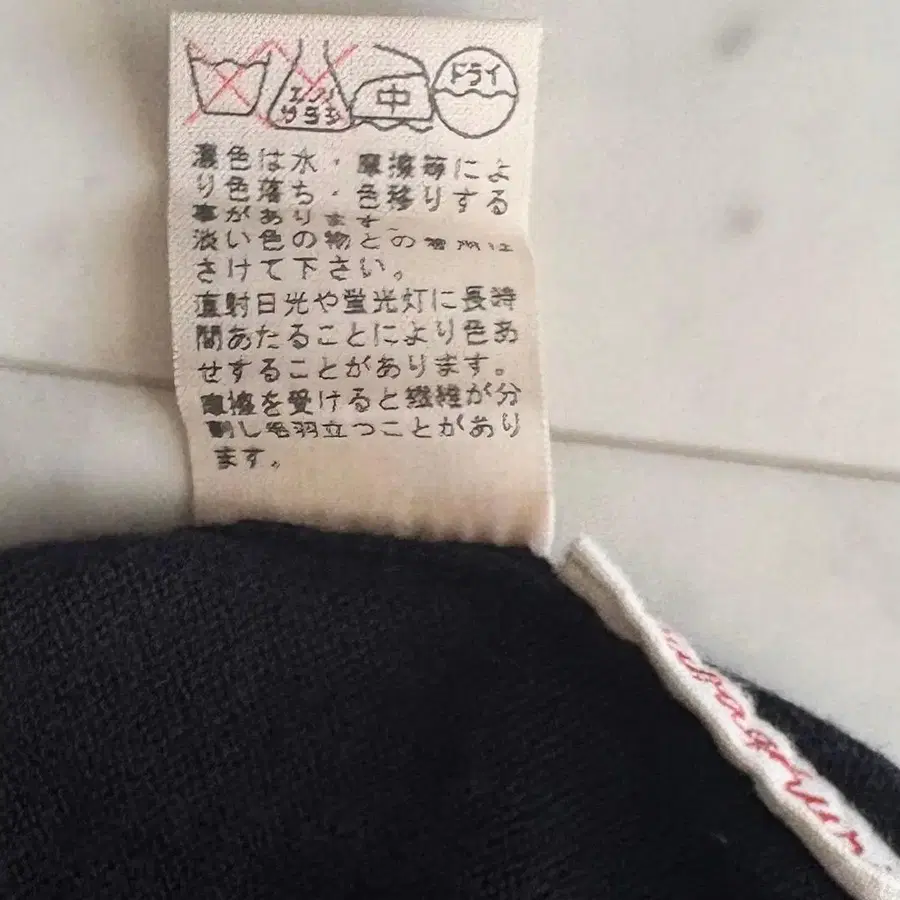 エンソ
サラシ
中
ドライ
濃色は水・摩擦等によ
り色落ち・色移りする
事があります
淡い色の物との着用は
さけて下さい。
直射日光や蛍光灯に長時
間あたることにより色あ
せすることがあります。
摩擦を受けると繊維が分
割し毛羽立つことがあり
ます。